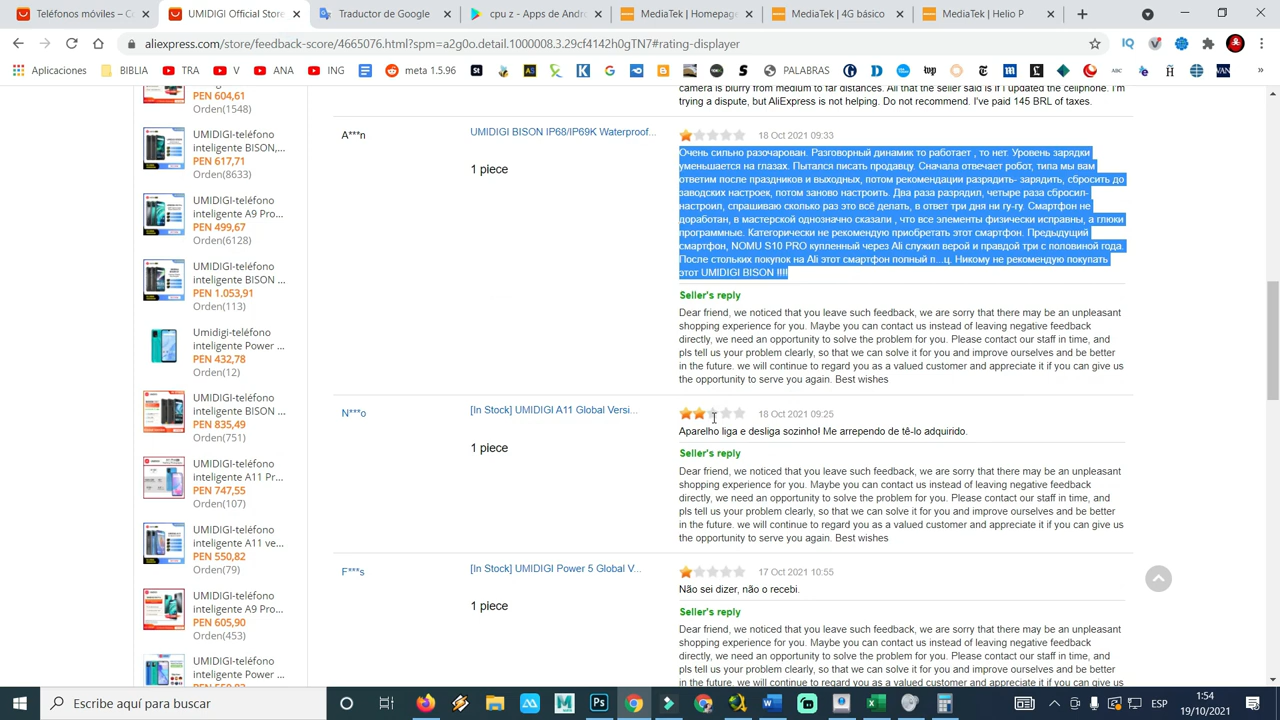 Teléfonos móviles – C
UMIDIGI Official Stor
Traductor de Google
cpu z - Apps de Andro
MediaTek | Homepag
MediaTek | 4G básico
MediaTek | Helio
aliexpress.com/store/feedback-score/4665076.html?spm=a2g0o.detail.1000008.3.29cf4142h0gTN7#rating-displayer
Aplicaciones
BIBLIA
TRA
V
ANA
ING
meta 1.5.96
PALABRAS
»
PEN 604,61
Orden(1548)
UMIDIGI-teléfono
inteligente BISON,...
PEN 617,71
Orden(8633)
UMIDIGI-teléfono
inteligente A9 Pro...
PEN 499,67
Orden(6128)
UMIDIGI-teléfono
inteligente BISON ...
PEN 1.053,91
Orden(113)
Umidigi-teléfono
inteligente Power ...
PEN 432,78
Orden(12)
UMIDIGI-teléfono
inteligente BISON ...
PEN 835,49
Orden(751)
UMIDIGI-teléfono
inteligente A11 Pr...
PEN 747,55
Orden(107)
UMIDIGI-teléfono
inteligente A11 ve...
PEN 550,82
Orden(79)
UMIDIGI-teléfono
inteligente A9 Pro...
PEN 605,90
Orden(453)
UMIDIGI-teléfono
inteligente Power ...
camera is blurry from medium to far distances. All that the seller said is if I updated the cellphone. I'm
trying a dispute, but AliExpress is not helping. Do not recommend. I've paid 145 BRL of taxes.
A***n
UMIDIGI BISON IP68/IP69K Waterproof...
1 piece
18 Oct 2021 09:33
Очень сильно разочарован. Разговорный динамик то работает , то нет. Уровень зарядки
уменьшается на глазах. Пытался писать продавцу. Сначала отвечает робот, типа мы вам
ответим после праздников и выходных, потом рекомендации разрядить- зарядить, сбросить до
заводских настроек, потом заново настроить. Два раза разрядил, четыре раза сбросил-
настроил, спрашиваю сколько раз это повторять, в ответ три дня ни гу-гу. Смартфон не
доработан, в мастерской однозначно сказали , что все элементы физически исправны, а глюки
программные. Категорически не рекомендую приобретать этот смартфон. Предыдущий
смартфон, NOMU S10 PRO купленный через Ali служил верой и правдой три с половиной года.
После стольких покупок на Ali этот смартфон полный п...ц. Никому не рекомендую покупать
этот UMIDIGI BISON !!!!
Seller's reply
Dear friend, we noticed that you leave such feedback, we are sorry that there may be an unpleasant
shopping experience for you. Maybe you can contact us instead of leaving negative feedback
directly, we need an opportunity to solve the problem for you. Please contact our staff in time, and
pls tell us your problem clearly, so that we can solve it for you and improve ourselves and be better
in the future. we will continue to regard you as a valued customer and appreciate it if you can give us
the opportunity to serve you again. Best wishes
N***o
[In Stock] UMIDIGI A11 Global Versi...
1 piece
18 Oct 2021 09:25
Aparelho liga e desliga sozinho! Me arrependo de tê-lo adquirido.
Seller's reply
Dear friend, we noticed that you leave such feedback, we are sorry that there may be an unpleasant
shopping experience for you. Maybe you can contact us instead of leaving negative feedback
directly, we need an opportunity to solve the problem for you. Please contact our staff in time, and
pls tell us your problem clearly, so that we can solve it for you and improve ourselves and be better
in the future. we will continue to regard you as a valued customer and appreciate it if you can give us
the opportunity to serve you again. Best wishes
F***s
[In Stock] UMIDIGI Power 5 Global V...
1 piece
17 Oct 2021 10:55
Não sei dizer, não o recebi.
Seller's reply
Dear friend, we noticed that you leave such feedback, we are sorry that there may be an unpleasant
shopping experience for you. Maybe you can contact us instead of leaving negative feedback
directly, we need an opportunity to solve the problem for you. Please contact our staff in time, and
pls tell us your problem clearly, so that we can solve it for you and improve ourselves and be better
in the future. we will continue to regard you as a valued customer and appreciate it if you can give us
Escribe aquí para buscar
ESP
1:54
19/10/2021